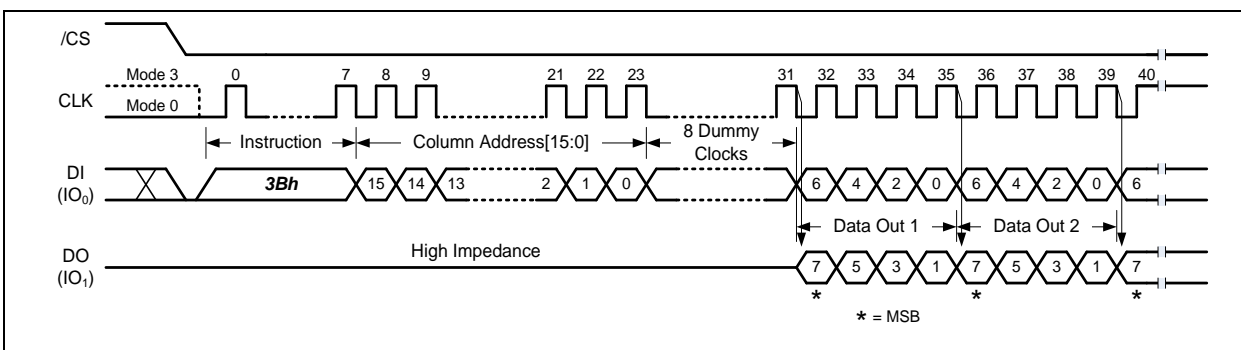 /CS
Mode 3 0 7 8 9 21 22 23 31 32 33 34 35 36 37 38 39 40
CLK Mode 0
Instruction Column Address[15:0] 8 Dummy Clocks
DI (IO0) 3Bh 15 14 13 2 1 0 6 4 2 0 6 4 2 0 6
Data Out 1 Data Out 2
High Impedance
DO (IO1) 7 5 3 1 7 5 3 1 7
* * *
* = MSB